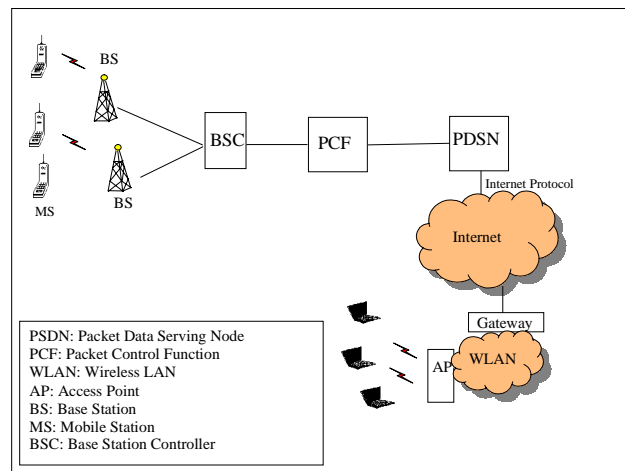 BS
BSC
PCF
PDSN
BS
MS
Internet Protocol
Internet
Gateway
AP
WLAN
PSDN: Packet Data Serving Node
PCF: Packet Control Function
WLAN: Wireless LAN
AP: Access Point
BS: Base Station
MS: Mobile Station
BSC: Base Station Controller